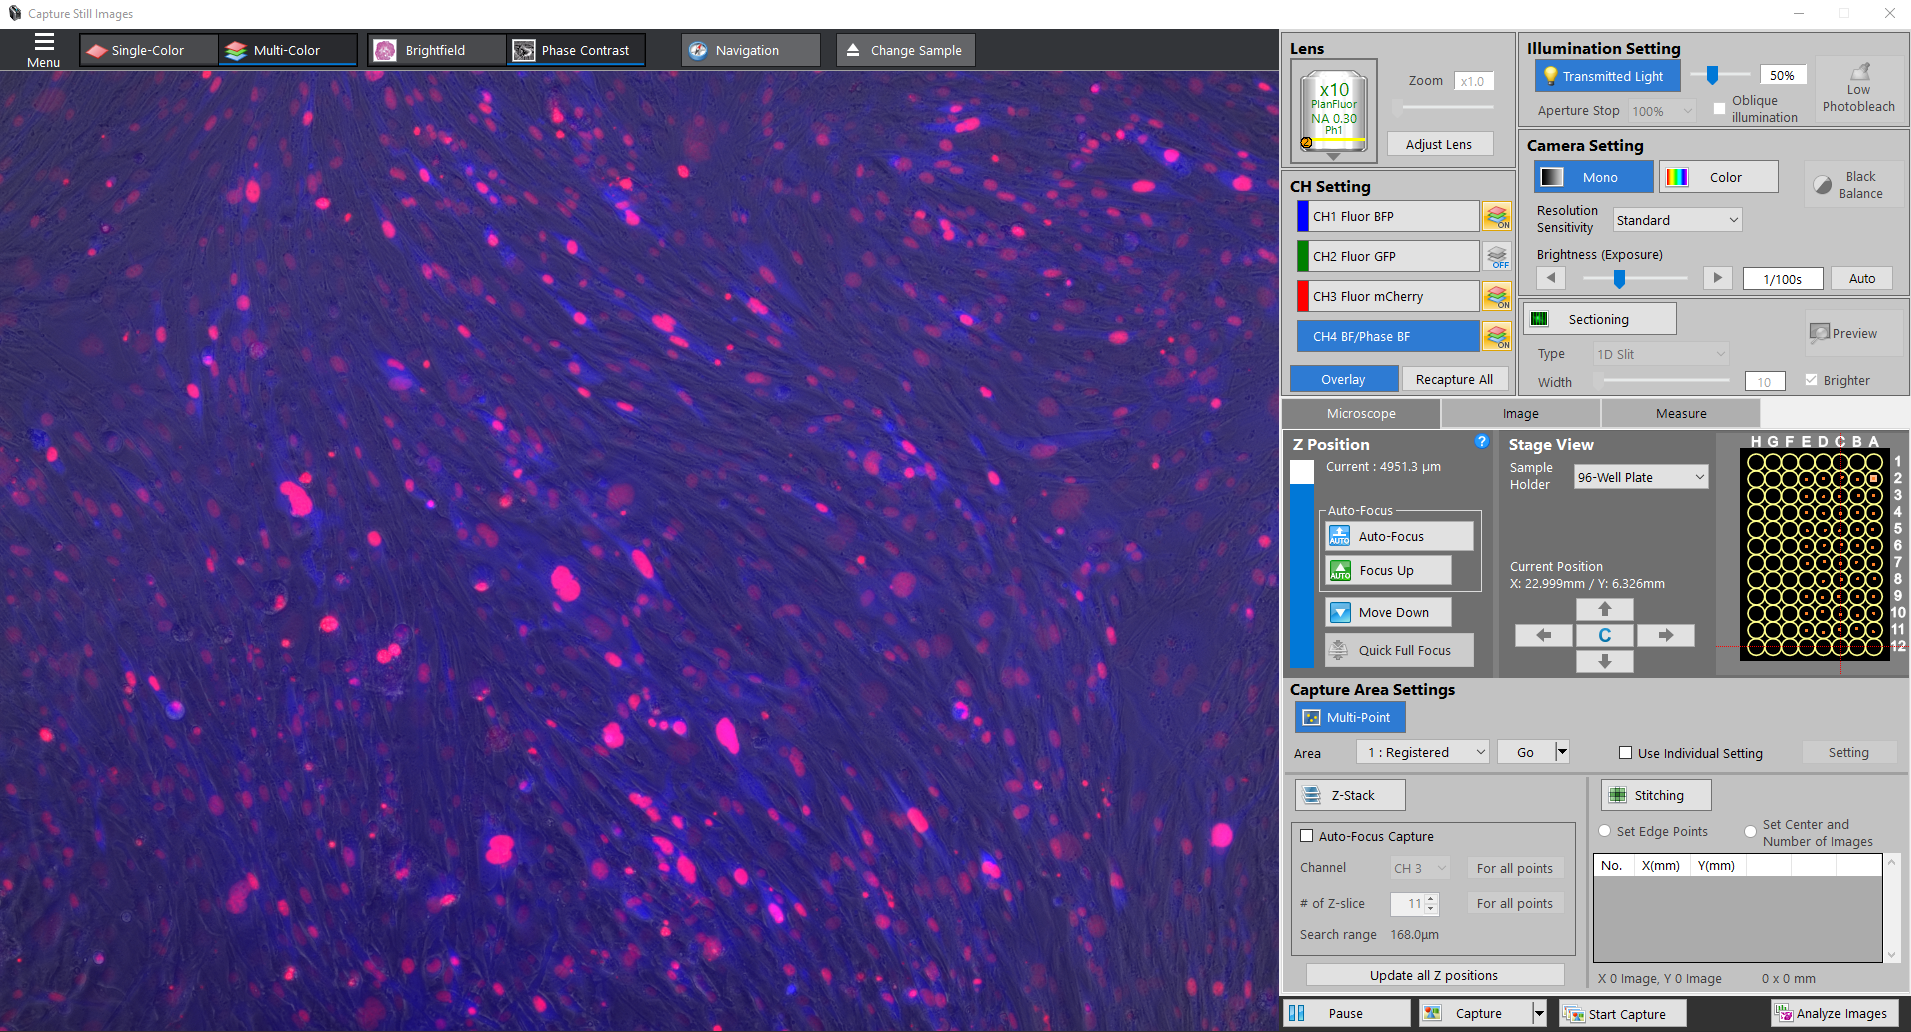 Capture Still Images
Menu
Single-Color
Multi-Color
Brightfield
Phase Contrast
Navigation
Change Sample
Lens
x10
PlanFluor
NA 0.30
Ph1
2
Zoom
x1.0
Adjust Lens
Illumination Setting
Transmitted Light
50%
Aperture Stop
100%
Oblique
illumination
Low
Photobleach
CH Setting
CH1 Fluor BFP
ON
CH2 Fluor GFP
OFF
CH3 Fluor mCherry
ON
CH4 BF/Phase BF
ON
Overlay
Recapture All
Camera Setting
Mono
Color
Black
Balance
Resolution
Sensitivity
Standard
Brightness (Exposure)
1/100s
Auto
Sectioning
Preview
Type
1D Slit
Width
10
Brighter
Microscope
Image
Measure
Z Position
?
Current : 4951.3 µm
Auto-Focus
AUTO
Auto-Focus
AUTO
Focus Up
Move Down
Quick Full Focus
Stage View
Sample
Holder
96-Well Plate
Current Position
X: 22.999mm / Y: 6.326mm
C
H G F E D C B A
1
2
3
4
5
6
7
8
9
10
11
12
Capture Area Settings
Multi-Point
Area
1 : Registered
Go
Use Individual Setting
Setting
Z-Stack
Auto-Focus Capture
Channel
CH 3
For all points
# of Z-slice
11
For all points
Search range
168.0µm
Update all Z positions
Stitching
Set Edge Points
Set Center and
Number of Images
No.
X(mm)
Y(mm)
X 0 Image, Y 0 Image
0 x 0 mm
Pause
Capture
Start Capture
Analyze Images